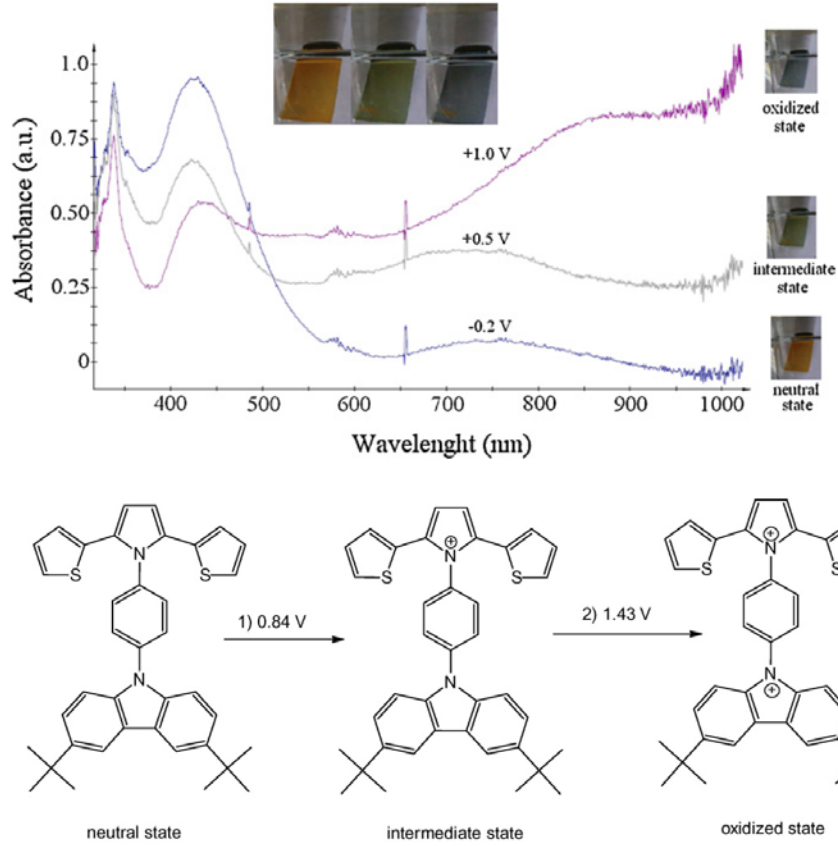 Absorbance (a.u.)
1.0
0.75
0.50
0.25
0
+1.0 V
+0.5 V
-0.2 V
oxidized
state
intermediate
state
neutral
state
400
500
600
700
800
900
1000
Wavelenght (nm)
N
S
S
N
1) 0.84 V
neutral state
N
+
S
S
N
2) 1.43 V
intermediate state
+
N
S
S
N
+
oxidized state